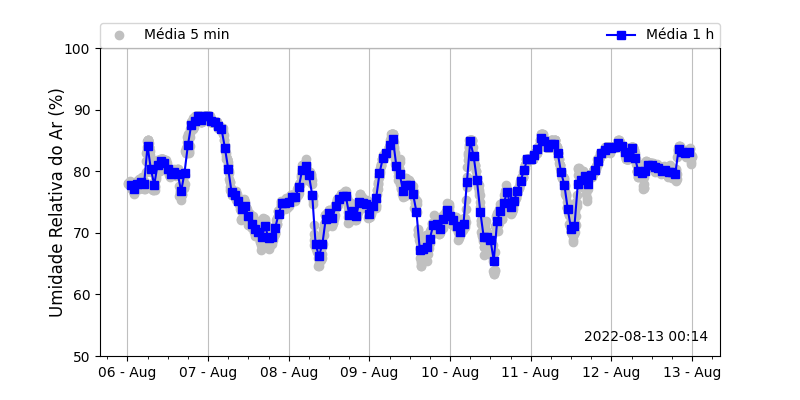 Média 5 min
Média 1 h
Umidade Relativa do Ar (%)
100
90
80
70
60
50
2022-08-13 00:14
06 - Aug
07 - Aug
08 - Aug
09 - Aug
10 - Aug
11 - Aug
12 - Aug
13 - Aug